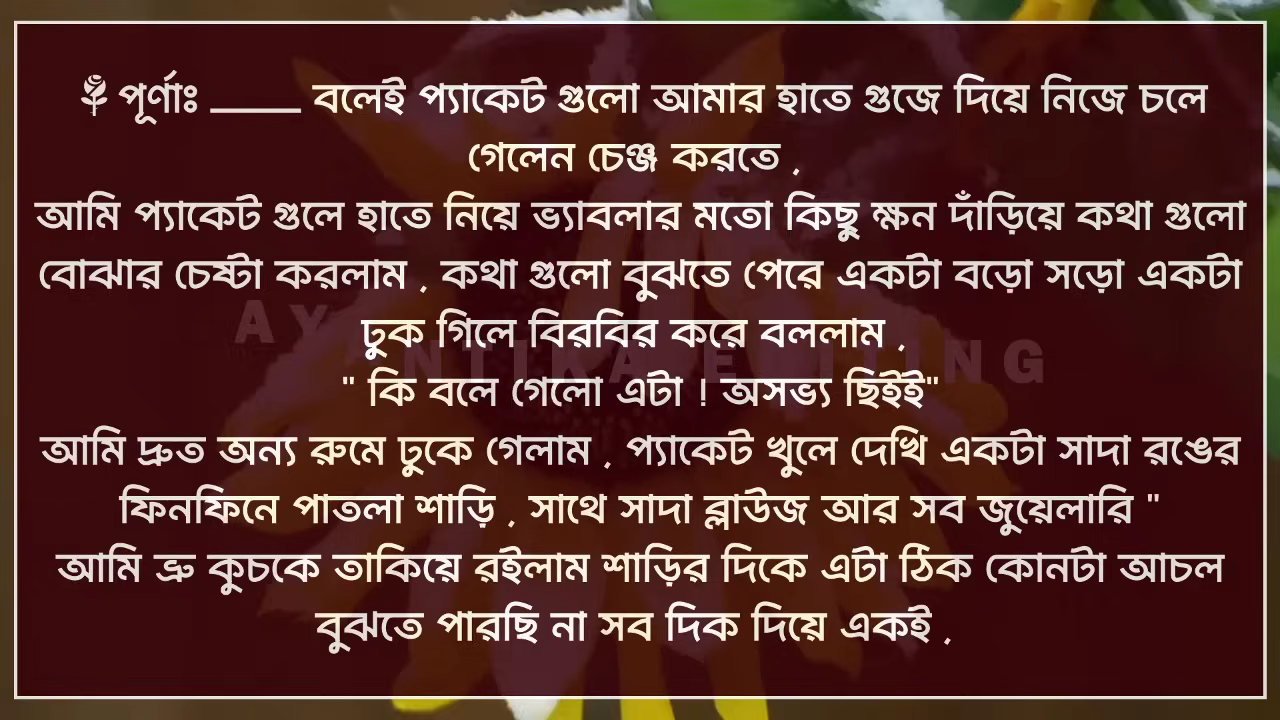 পূর্ণাঃ _____ বলেই প্যাকেট গুলো আমার হাতে গুজে দিয়ে নিজে চলে
গেলেন চেঞ্জ করতে ,
আমি প্যাকেট গুলে হাতে নিয়ে ভ্যাবলার মতো কিছু ক্ষন দাঁড়িয়ে কথা গুলো
বোঝার চেষ্টা করলাম , কথা গুলো বুঝতে পেরে একটা বড়ো সড়ো একটা
ঢুক গিলে বিরবির করে বললাম ,
" কি বলে গেলো এটা ! অসভ্য ছিইই"
আমি দ্রুত অন্য রুমে ঢুকে গেলাম , প্যাকেট খুলে দেখি একটা সাদা রঙের
ফিনফিনে পাতলা শাড়ি , সাথে সাদা ব্লাউজ আর সব জুয়েলারি "
আমি ভ্রু কুচকে তাকিয়ে রইলাম শাড়ির দিকে এটা ঠিক কোনটা আচল
বুঝতে পারছি না সব দিক দিয়ে একই ,